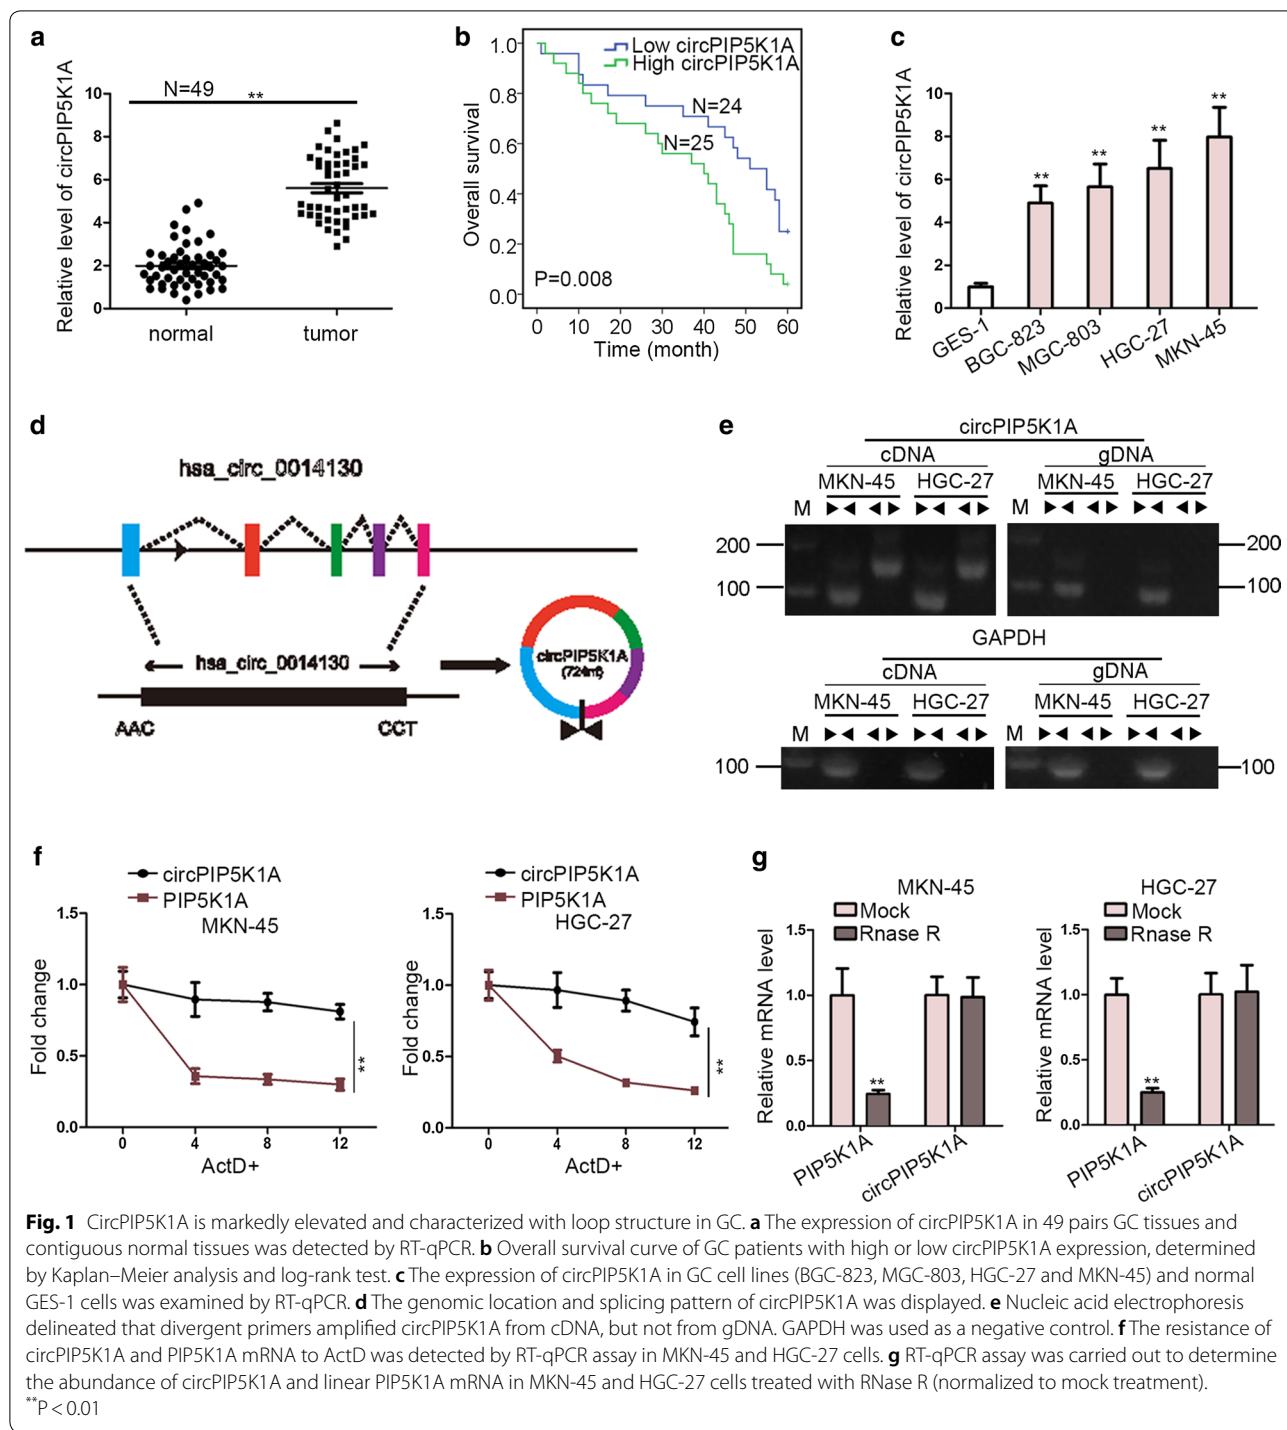 a
N=49
**
Relative level of circPIP5K1A
10
8
6
4
2
0
normal
tumor
b
Low circPIP5K1A
High circPIP5K1A
N=24
N=25
P=0.008
Overall survival
1.0
0.8
0.6
0.4
0.2
0.0
0 10 20 30 40 50 60
Time (month)
c
Relative level of circPIP5K1A
10
8
6
4
2
0
** ** ** **
GES-1
BGC-823
MGC-803
HGC-27
MKN-45
d
hsa_circ_0014130
hsa_circ_0014130
AAC
CCT
circPIP5K1A
(724nt)
e
circPIP5K1A
cDNA gDNA
MKN-45 HGC-27 MKN-45 HGC-27
M M
200 200
100 100
GAPDH
cDNA gDNA
MKN-45 HGC-27 MKN-45 HGC-27
M M
100 100
f
circPIP5K1A
PIP5K1A
MKN-45
Fold change
1.5
1.0
0.5
0.0
**
0 4 8 12
ActD+
circPIP5K1A
PIP5K1A
HGC-27
Fold change
1.5
1.0
0.5
0.0
**
0 4 8 12
ActD+
g
MKN-45
Mock
Rnase R
Relative mRNA level
1.5
1.0
0.5
0.0
**
PIP5K1A
circPIP5K1A
HGC-27
Mock
Rnase R
Relative mRNA level
1.5
1.0
0.5
0.0
**
PIP5K1A
circPIP5K1A
Fig. 1 CircPIP5K1A is markedly elevated and characterized with loop structure in GC. a The expression of circPIP5K1A in 49 pairs GC tissues and
contiguous normal tissues was detected by RT-qPCR. b Overall survival curve of GC patients with high or low circPIP5K1A expression, determined
by Kaplan–Meier analysis and log-rank test. c The expression of circPIP5K1A in GC cell lines (BGC-823, MGC-803, HGC-27 and MKN-45) and normal
GES-1 cells was examined by RT-qPCR. d The genomic location and splicing pattern of circPIP5K1A was displayed. e Nucleic acid electrophoresis
delineated that divergent primers amplified circPIP5K1A from cDNA, but not from gDNA. GAPDH was used as a negative control. f The resistance of
circPIP5K1A and PIP5K1A mRNA to ActD was detected by RT-qPCR assay in MKN-45 and HGC-27 cells. g RT-qPCR assay was carried out to determine
the abundance of circPIP5K1A and linear PIP5K1A mRNA in MKN-45 and HGC-27 cells treated with RNase R (normalized to mock treatment).
**P < 0.01